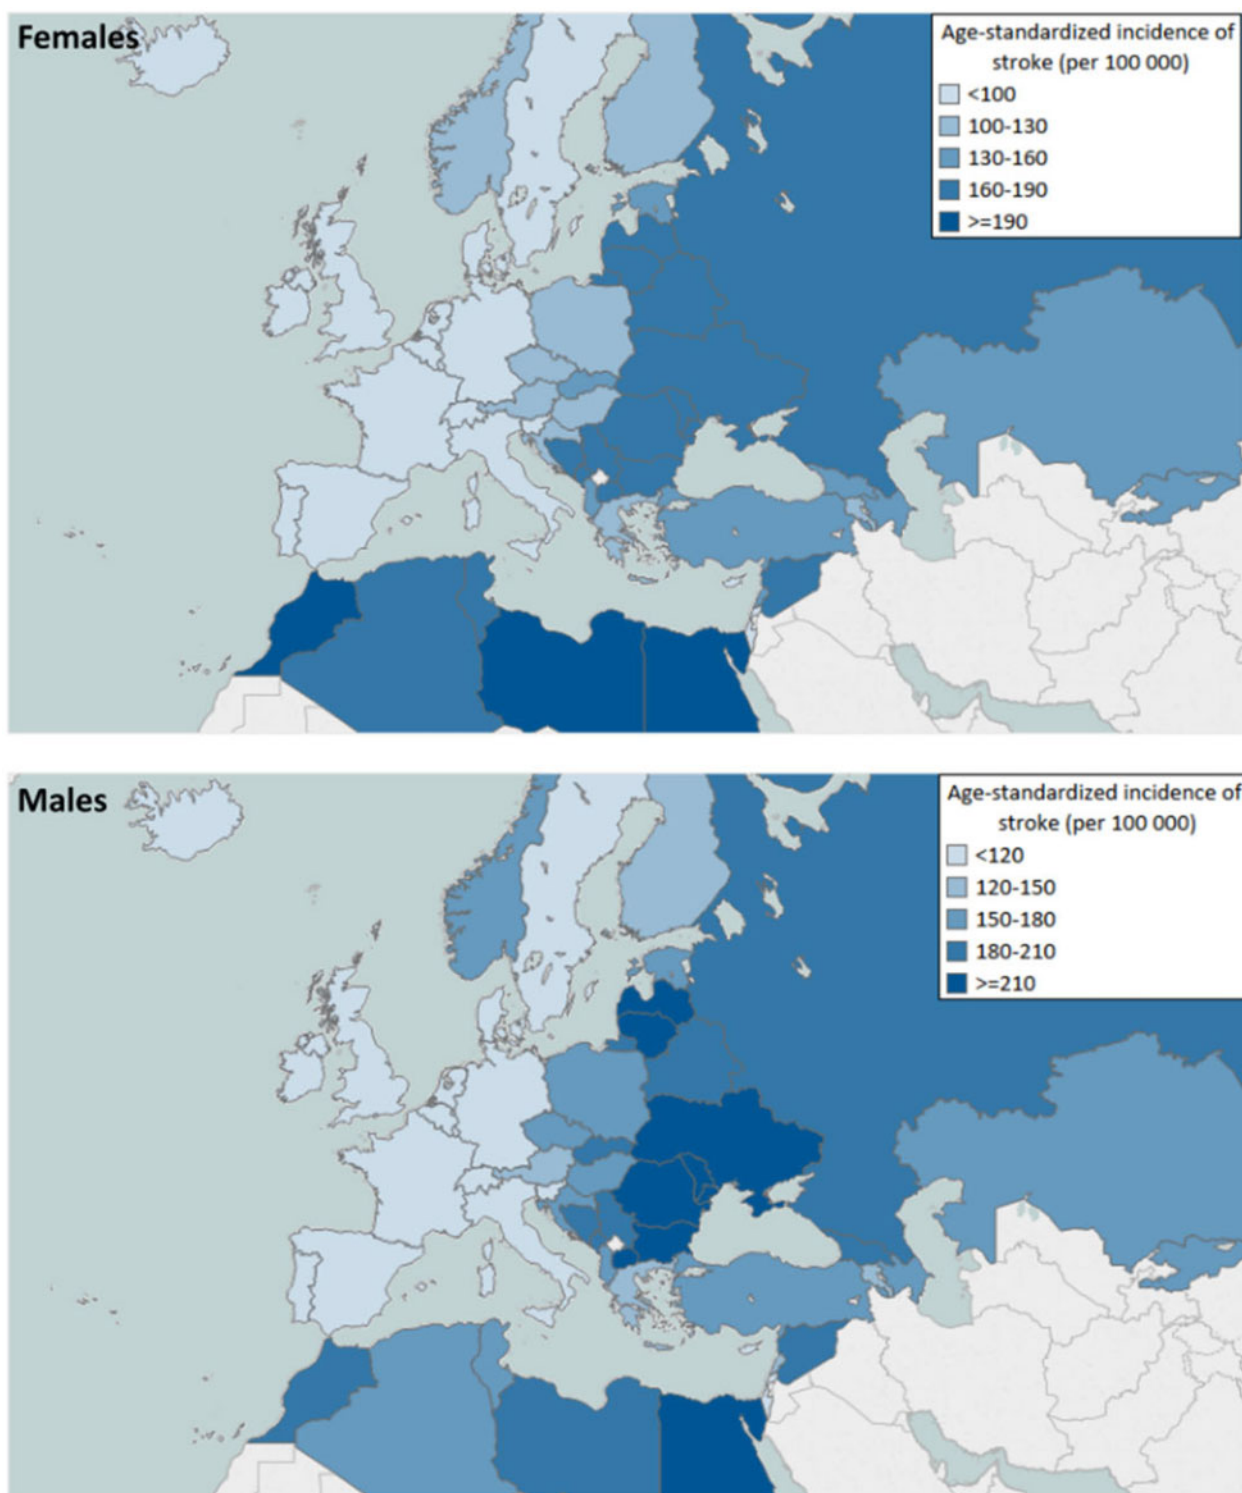 Females
Age-standardized incidence of
stroke (per 100 000)
<100
100-130
130-160
160-190
>=190
Males
Age-standardized incidence of
stroke (per 100 000)
<120
120-150
150-180
180-210
>=210